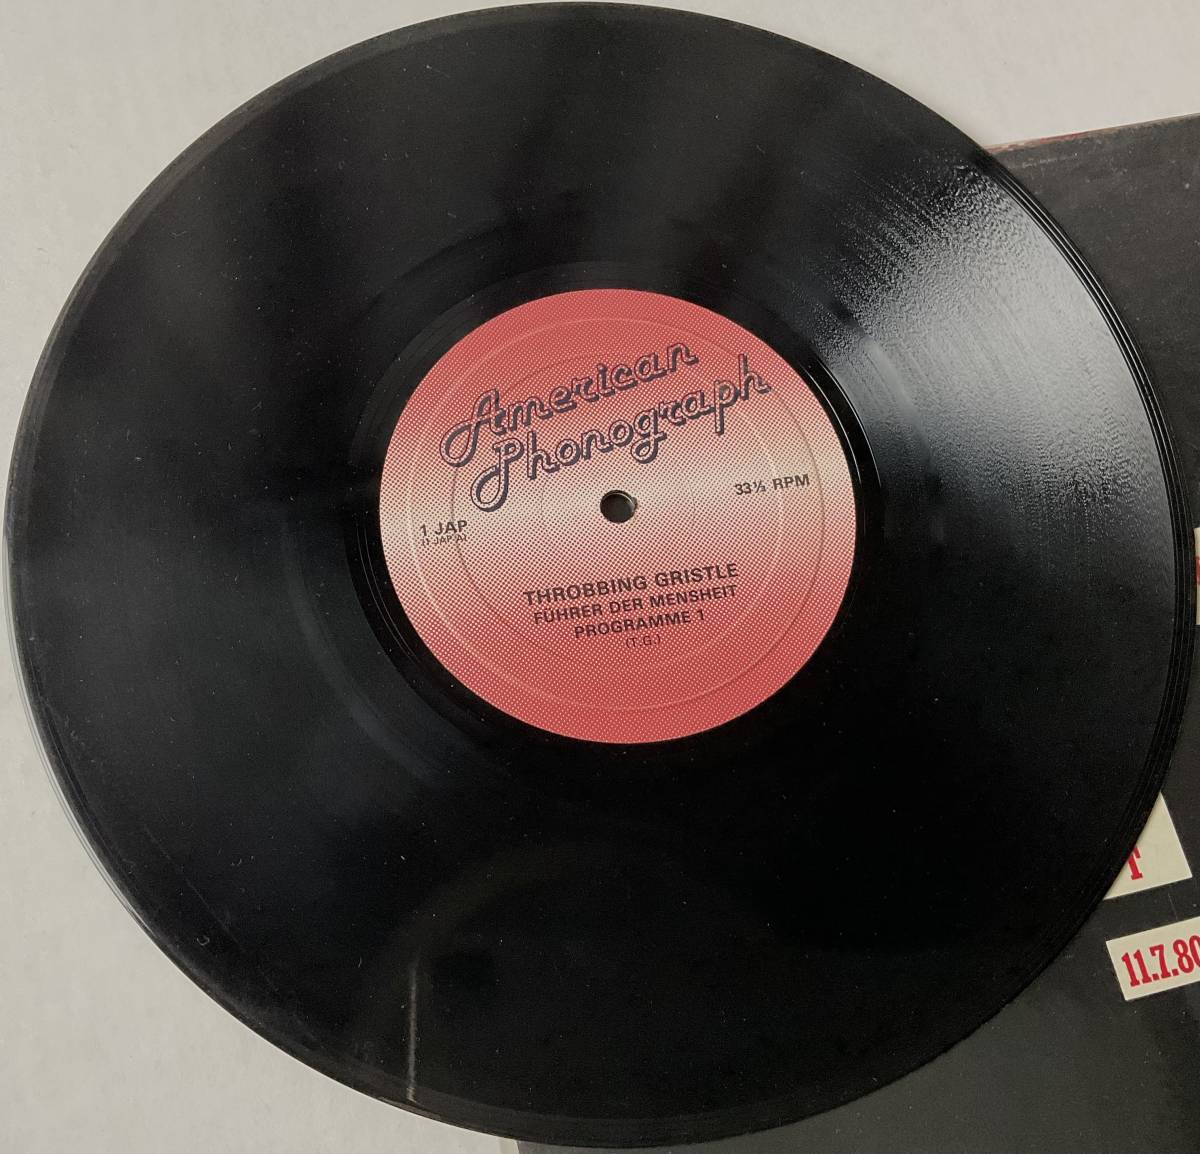 American
Phonograph
33⅓ RPM
1 JAP
(1 JAP A)
THROBBING GRISTLE
FÜHRER DER MENSHEIT
PROGRAMME 1
(T.G.)
T
11.7.80